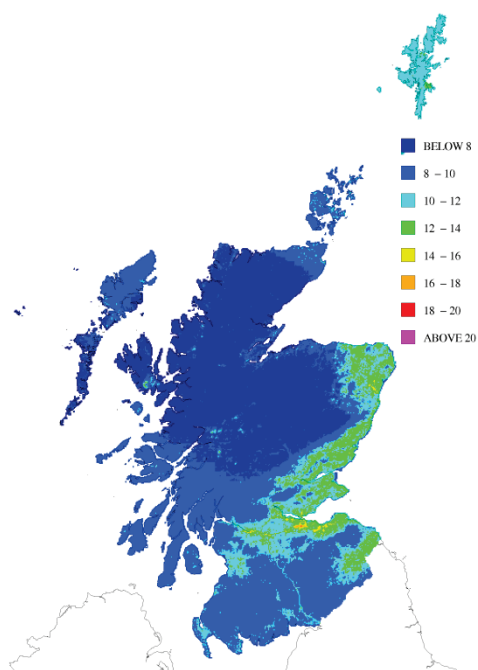 BELOW 8
8 – 10
10 – 12
12 – 14
14 – 16
16 – 18
18 – 20
ABOVE 20